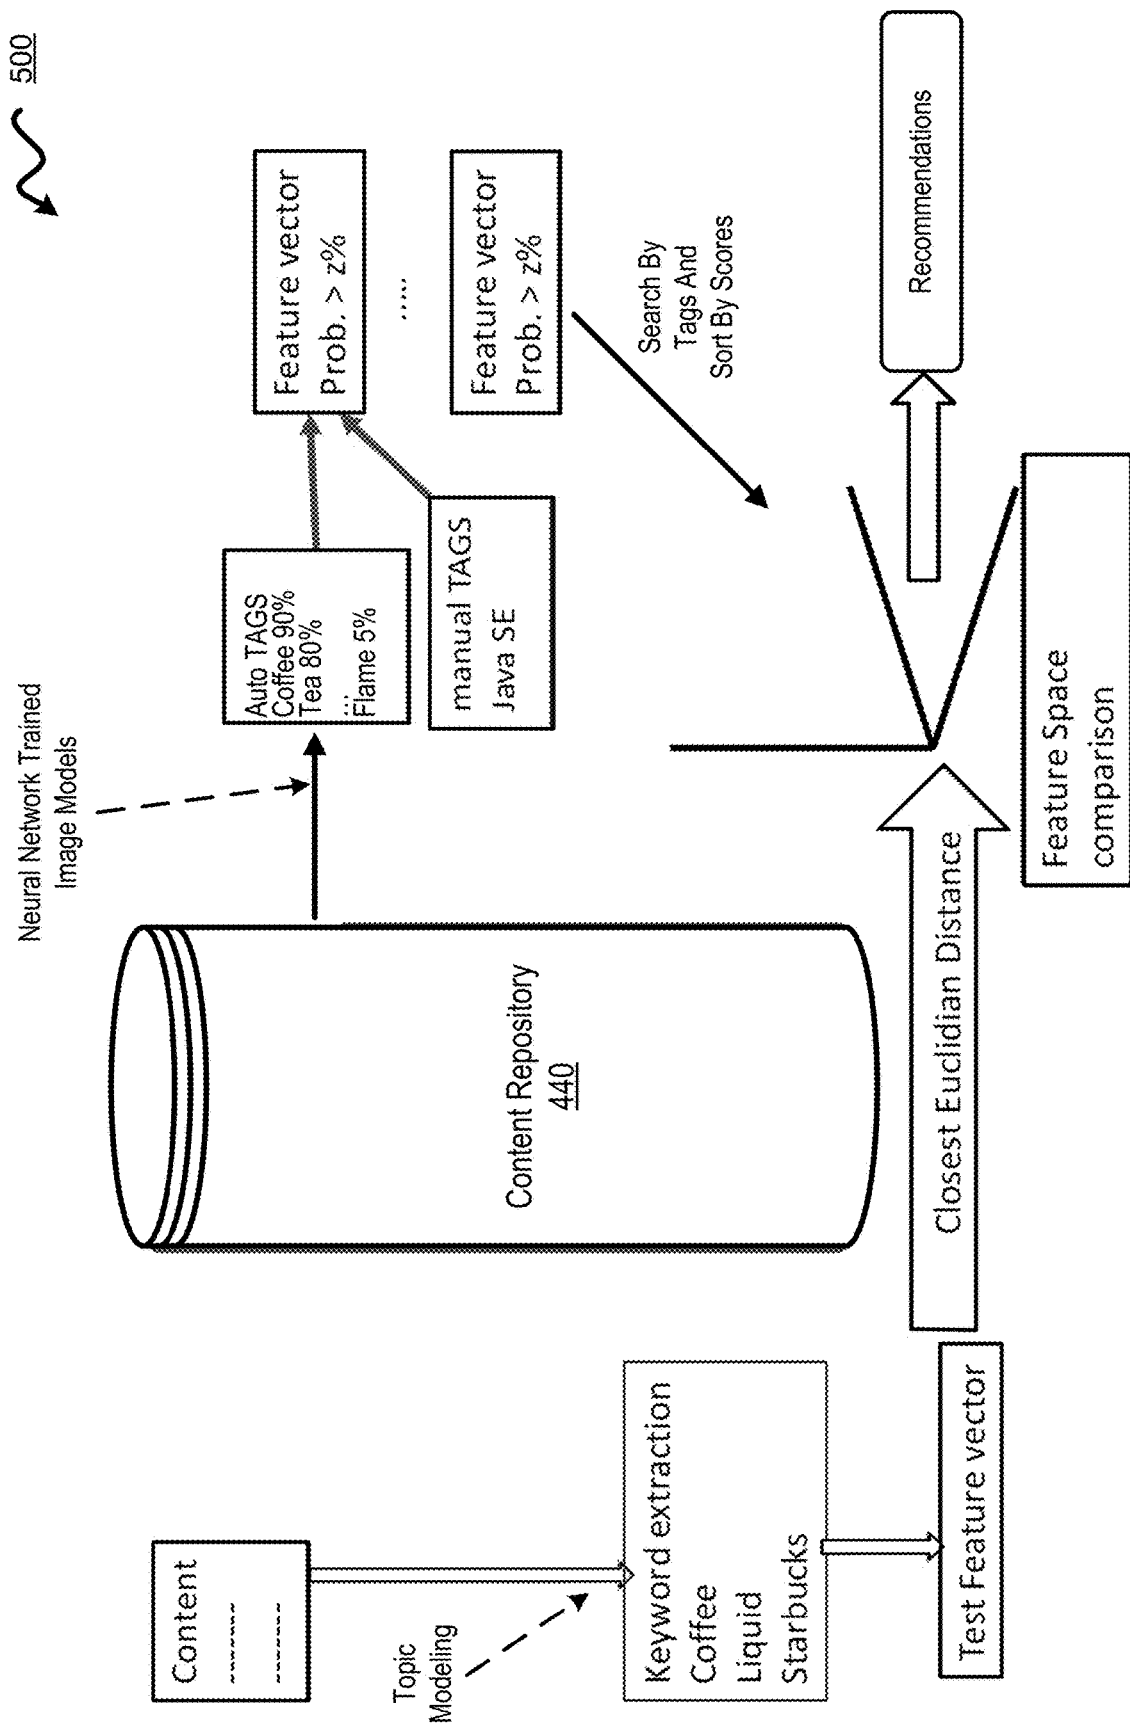 500
Neural Network Trained
Image Models
Content
--------
--------
Topic
Modeling
Keyword extraction
Coffee
Liquid
Starbucks
Test Feature vector
Content Repository
440
Auto TAGS
Coffee 90%
Tea 80%
...
Flame 5%
manual TAGS
Java SE
Feature vector
Prob. > z%
.....
Feature vector
Prob. > z%
Search By
Tags And
Sort By Scores
Closest Euclidian Distance
Feature Space
comparison
Recommendations